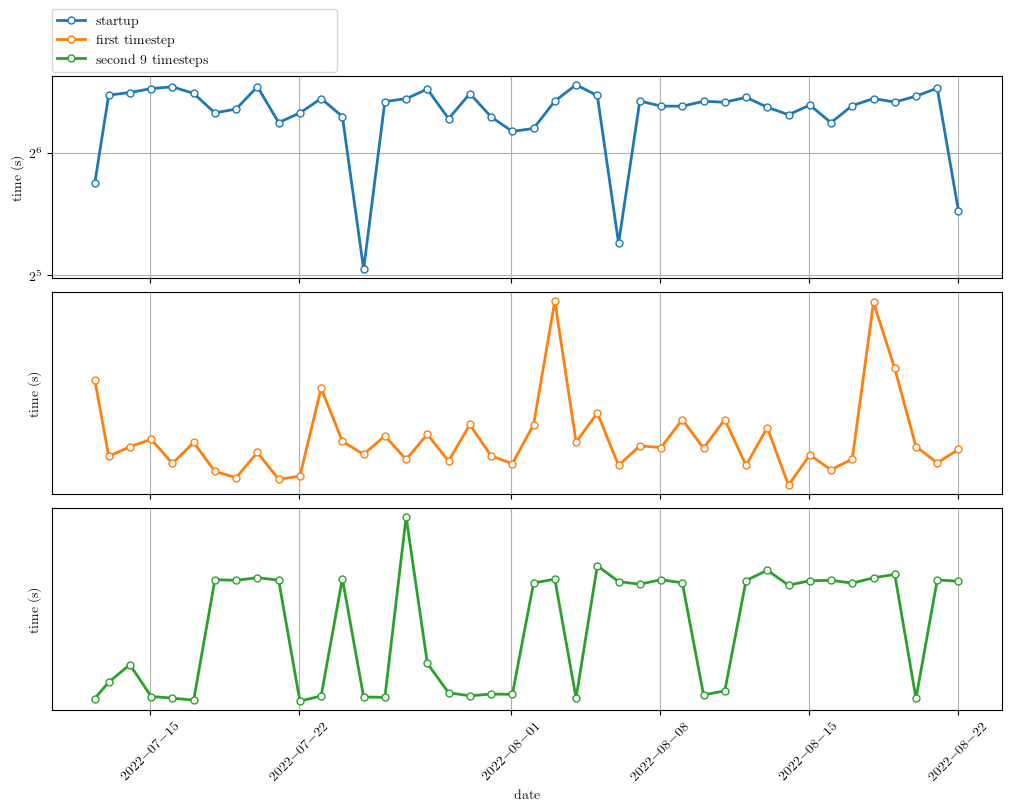 startup
first timestep
second 9 timesteps
2^6
time (s)
2^5
time (s)
time (s)
2022−07−15
2022−07−22
2022−08−01
2022−08−08
2022−08−15
2022−08−22
date